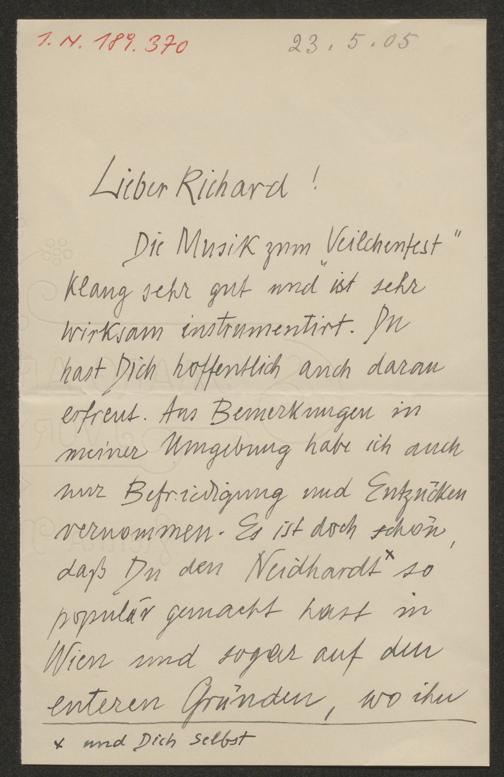 I. N. 189.370
23.5.05
Lieber Richard!
Die Musik zum „Veilchenfest"
klang sehr gut und ist sehr
wirksam instrumentirt. Du
hast Dich hoffentlich auch daran
erfreut. Aus Bemerkungen in
meiner Umgebung habe ich auch
nur Befriedigung und Entzücken
vernommen. Es ist doch schön,
daß Du den Neidhardt x so
populär gemacht hast in
Wien und sogar auf den
enteren Gründen, wo ihn
x und Dich selbst